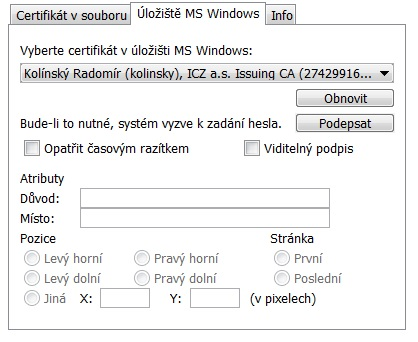 Certifikát v souboru Úložiště MS Windows Info
Vyberte certifikát v úložišti MS Windows:
Kolínský Radomír (kolinsky), ICZ a.s. Issuing CA (27429916...
Obnovit
Bude-li to nutné, systém vyzve k zadání hesla. Podepsat
Opatřit časovým razítkem Viditelný podpis
Atributy
Důvod:
Místo:
Pozice Stránka
Levý horní Pravý horní První
Levý dolní Pravý dolní Poslední
Jiná X: Y: (v pixelech)